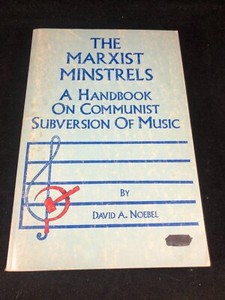 THE
MARXIST
MINSTRELS
A HANDBOOK
ON COMMUNIST
SUBVERSION OF MUSIC
BY
DAVID A. NOEBEL